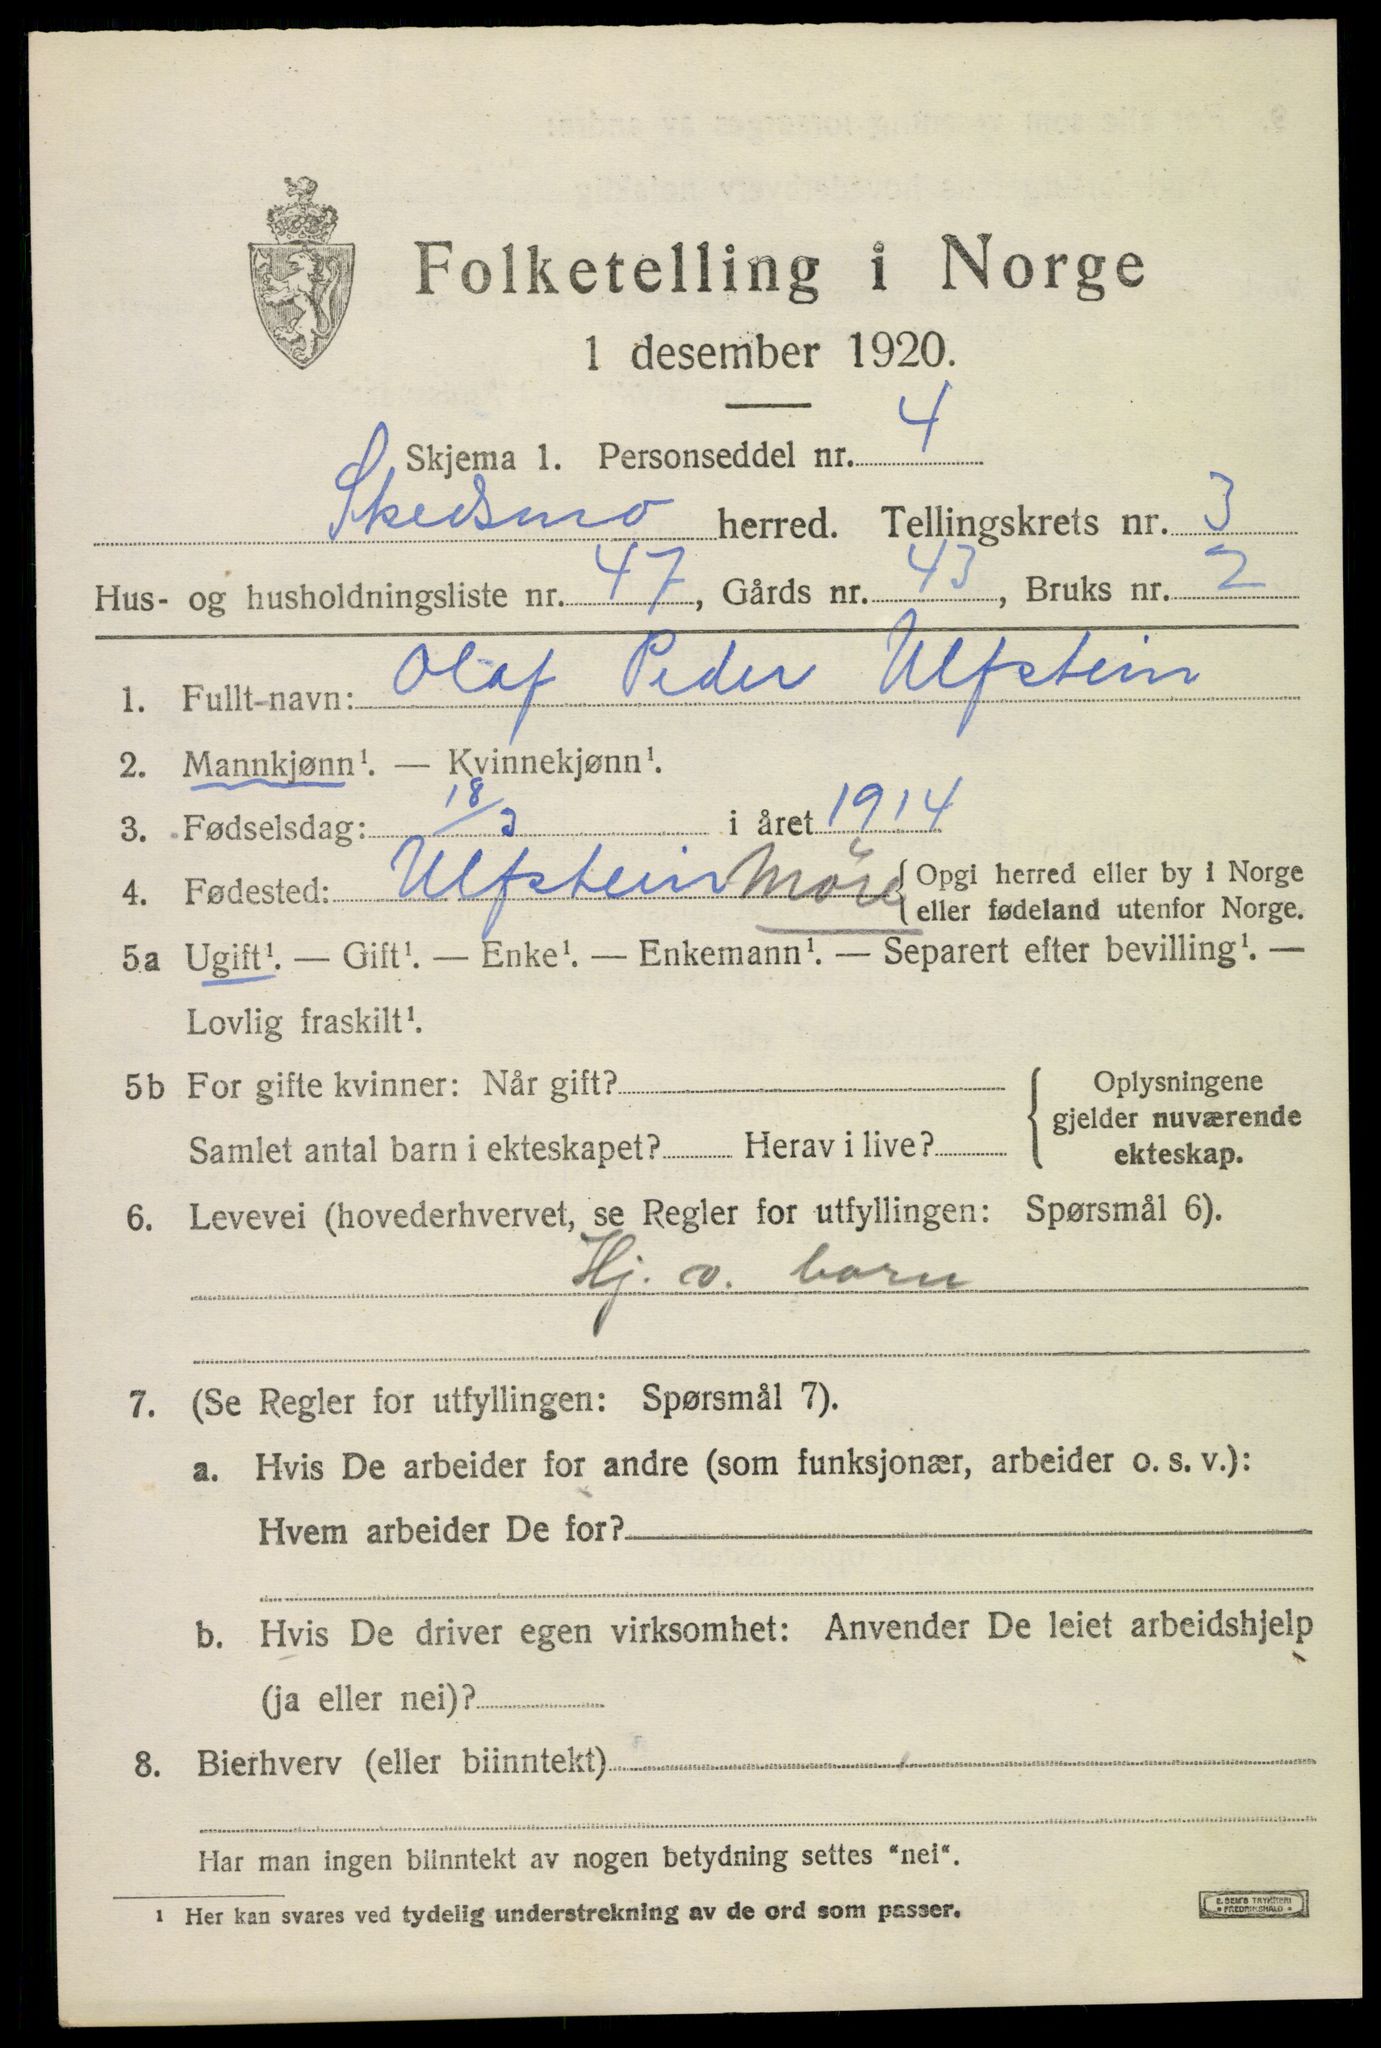 Folketelling i Norge
1 desember 1920.
Skjema 1. Personseddel nr. 4
Skedsmo herred. Tellingskrets nr. 3
Hus- og husholdningsliste nr. 47, Gårds nr. 43, Bruks nr. 2
1. Fullt navn: Olaf Peder Ulfstein
2. Mannkjønn¹. — Kvinnekjønn¹.
3. Fødselsdag: 18/3 i året 1914
4. Fødested: Ulfstein Möre { Opgi herred eller by i Norge
eller fødeland utenfor Norge.
5a Ugift¹. — Gift¹. — Enke¹. — Enkemann¹. — Separert efter bevilling¹. —
Lovlig fraskilt¹.
5b For gifte kvinner: Når gift? { Oplysningene
gjelder nuværende
Samlet antal barn i ekteskapet? Herav i live? ekteskap.
6. Levevei (hovederhvervet, se Regler for utfyllingen: Spørsmål 6).
Hj. v. barn
7. (Se Regler for utfyllingen: Spørsmål 7).
a. Hvis De arbeider for andre (som funksjonær, arbeider o. s. v.):
Hvem arbeider De for?
b. Hvis De driver egen virksomhet: Anvender De leiet arbeidshjelp
(ja eller nei)?
8. Bierhverv (eller biinntekt)
Har man ingen biinntekt av nogen betydning settes "nei".
¹ Her kan svares ved tydelig understrekning av de ord som passer.
E. SEM'S TRYKKERI
FREDRIKSHALD